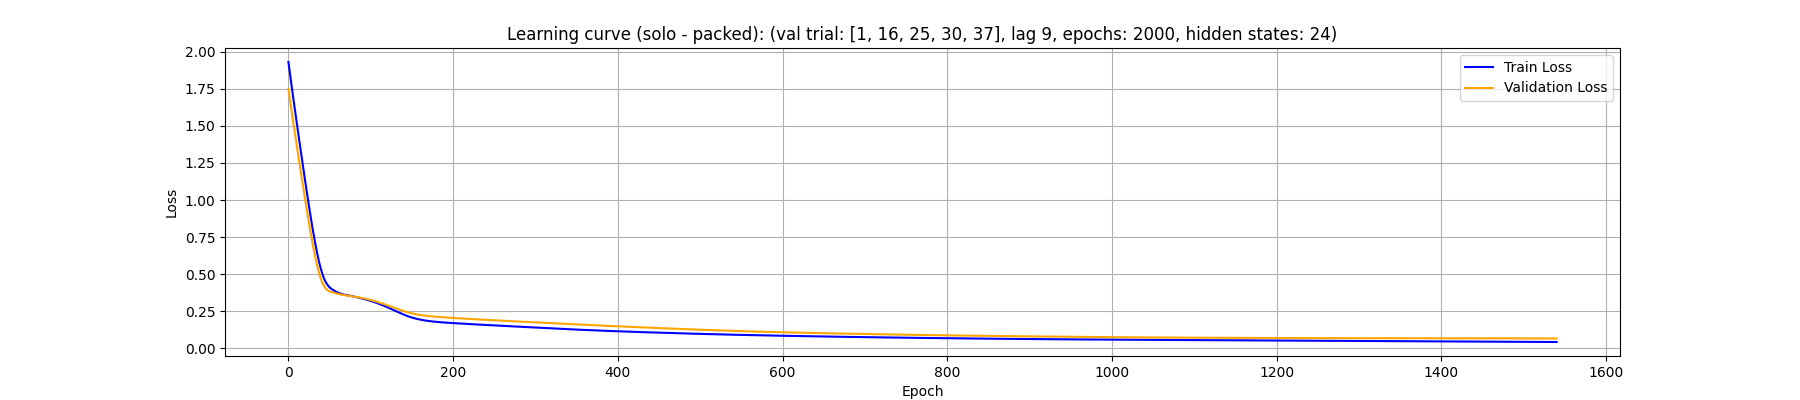 Learning curve (solo - packed): (val trial: [1, 16, 25, 30, 37], lag 9, epochs: 2000, hidden states: 24)
Train Loss
Validation Loss
Loss
2.00
1.75
1.50
1.25
1.00
0.75
0.50
0.25
0.00
0 200 400 600 800 1000 1200 1400 1600
Epoch